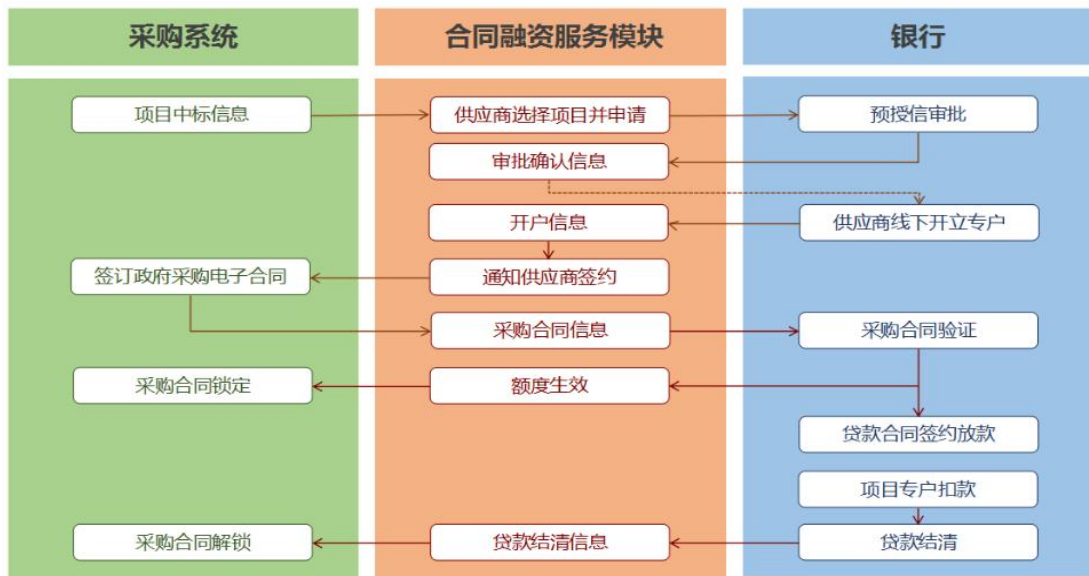 采购系统
合同融资服务模块
银行
项目中标信息
供应商选择项目并申请
预授信审批
审批确认信息
开户信息
供应商线下开立专户
签订政府采购电子合同
通知供应商签约
采购合同信息
采购合同验证
采购合同锁定
额度生效
贷款合同签约放款
项目专户扣款
采购合同解锁
贷款结清信息
贷款结清